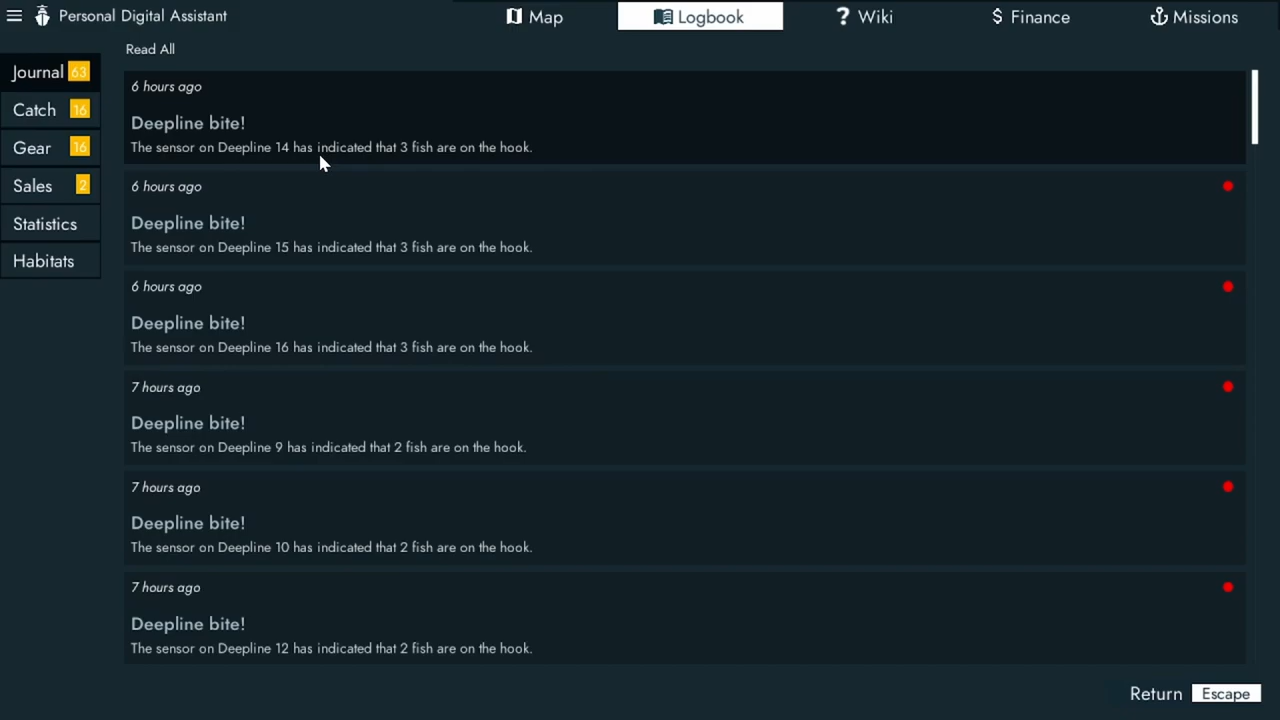 Personal Digital Assistant
Map
Logbook
? Wiki
$ Finance
Missions
Read All
Journal 63
Catch 16
Gear 16
Sales 2
Statistics
Habitats
6 hours ago
Deepline bite!
The sensor on Deepline 14 has indicated that 3 fish are on the hook.
6 hours ago
Deepline bite!
The sensor on Deepline 15 has indicated that 3 fish are on the hook.
6 hours ago
Deepline bite!
The sensor on Deepline 16 has indicated that 3 fish are on the hook.
7 hours ago
Deepline bite!
The sensor on Deepline 9 has indicated that 2 fish are on the hook.
7 hours ago
Deepline bite!
The sensor on Deepline 10 has indicated that 2 fish are on the hook.
7 hours ago
Deepline bite!
The sensor on Deepline 12 has indicated that 2 fish are on the hook.
Return Escape